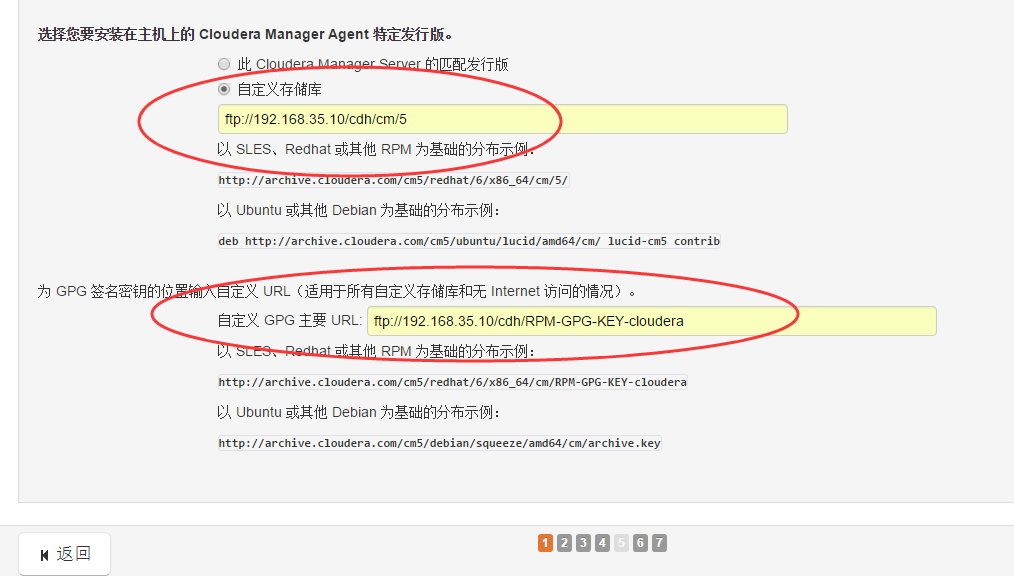 选择您要安装在主机上的 Cloudera Manager Agent 特定发行版。
此 Cloudera Manager Server 的匹配发行版
自定义存储库
ftp://192.168.35.10/cdh/cm/5
以 SLES、Redhat 或其他 RPM 为基础的分布示例:
http://archive.cloudera.com/cm5/redhat/6/x86_64/cm/5/
以 Ubuntu 或其他 Debian 为基础的分布示例:
deb http://archive.cloudera.com/cm5/ubuntu/lucid/amd64/cm/ lucid-cm5 contrib
为 GPG 签名密钥的位置输入自定义 URL（适用于所有自定义存储库和无 Internet 访问的情况）。
自定义 GPG 主要 URL: ftp://192.168.35.10/cdh/RPM-GPG-KEY-cloudera
以 SLES、Redhat 或其他 RPM 为基础的分布示例:
http://archive.cloudera.com/cm5/redhat/6/x86_64/cm/RPM-GPG-KEY-cloudera
以 Ubuntu 或其他 Debian 为基础的分布示例:
http://archive.cloudera.com/cm5/debian/squeeze/amd64/cm/archive.key
返回 1 2 3 4 5 6 7